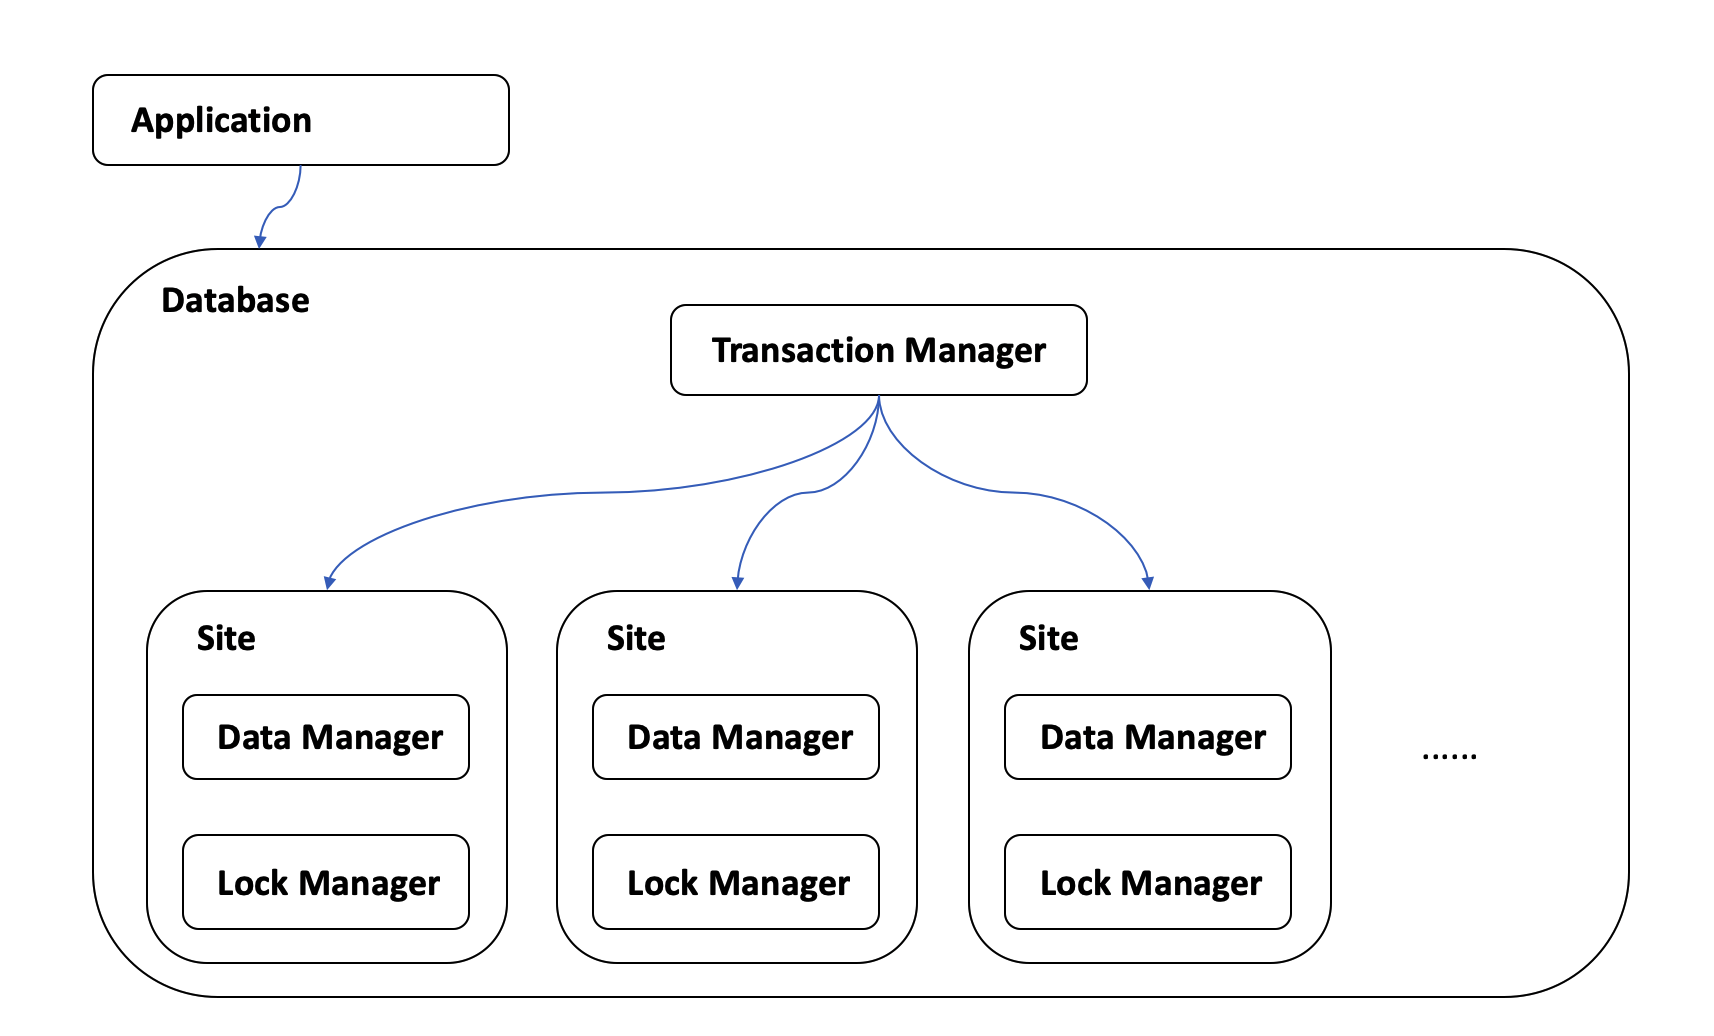 Application
Database
Transaction Manager
Site
Site
Site
Data Manager
Data Manager
Data Manager
......
Lock Manager
Lock Manager
Lock Manager